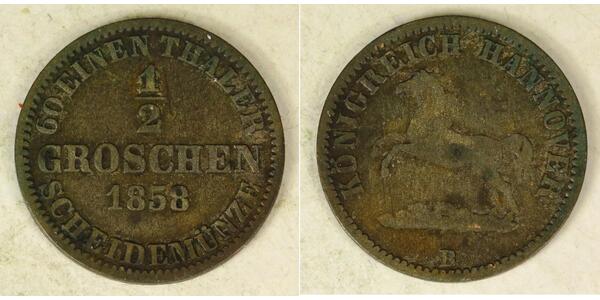 60 EINEN THALER
1/2
GROSCHEN
1858
SCHEIDEMÜNZE
KÖNIGREICH HANNOVER
B